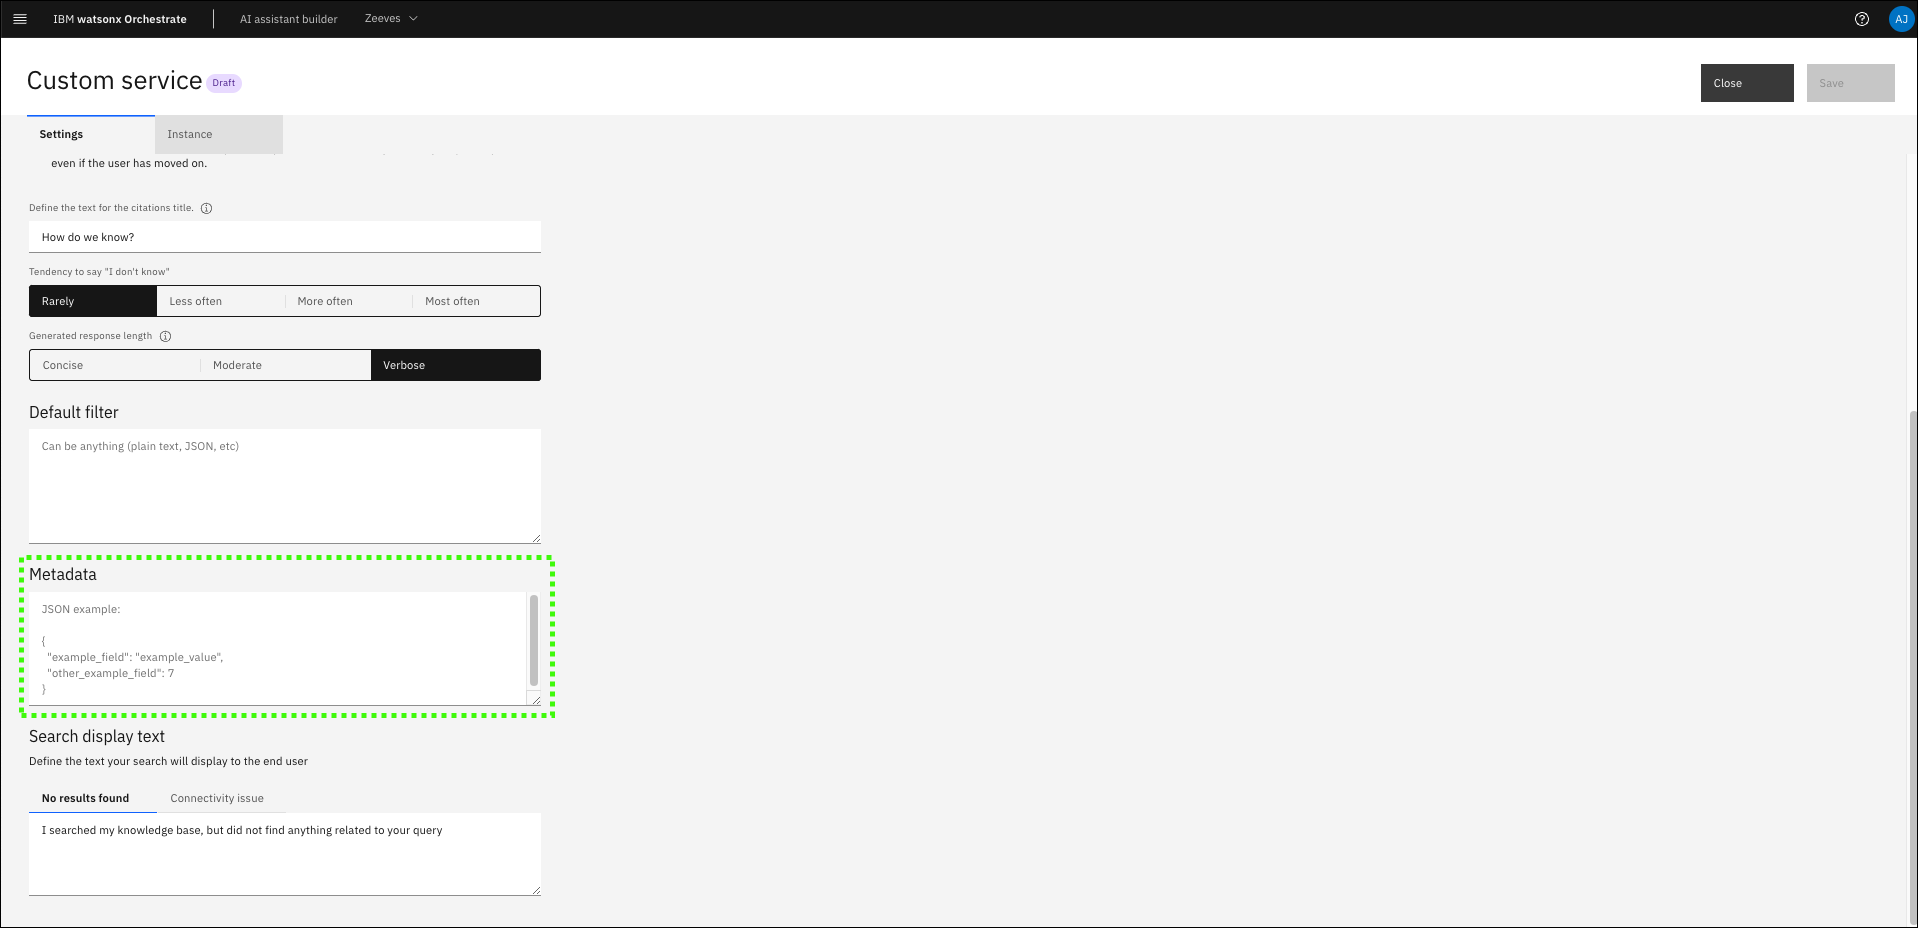 IBM watsonx Orchestrate
AI assistant builder
Zeeves
AJ
Custom service
Draft
Close
Save
Settings
Instance
even if the user has moved on.
Define the text for the citations title.
How do we know?
Tendency to say "I don't know"
Rarely
Less often
More often
Most often
Generated response length
Concise
Moderate
Verbose
Default filter
Can be anything (plain text, JSON, etc)
Metadata
JSON example:
{
"example_field": "example_value",
"other_example_field": 7
}
Search display text
Define the text your search will display to the end user
No results found
Connectivity issue
I searched my knowledge base, but did not find anything related to your query